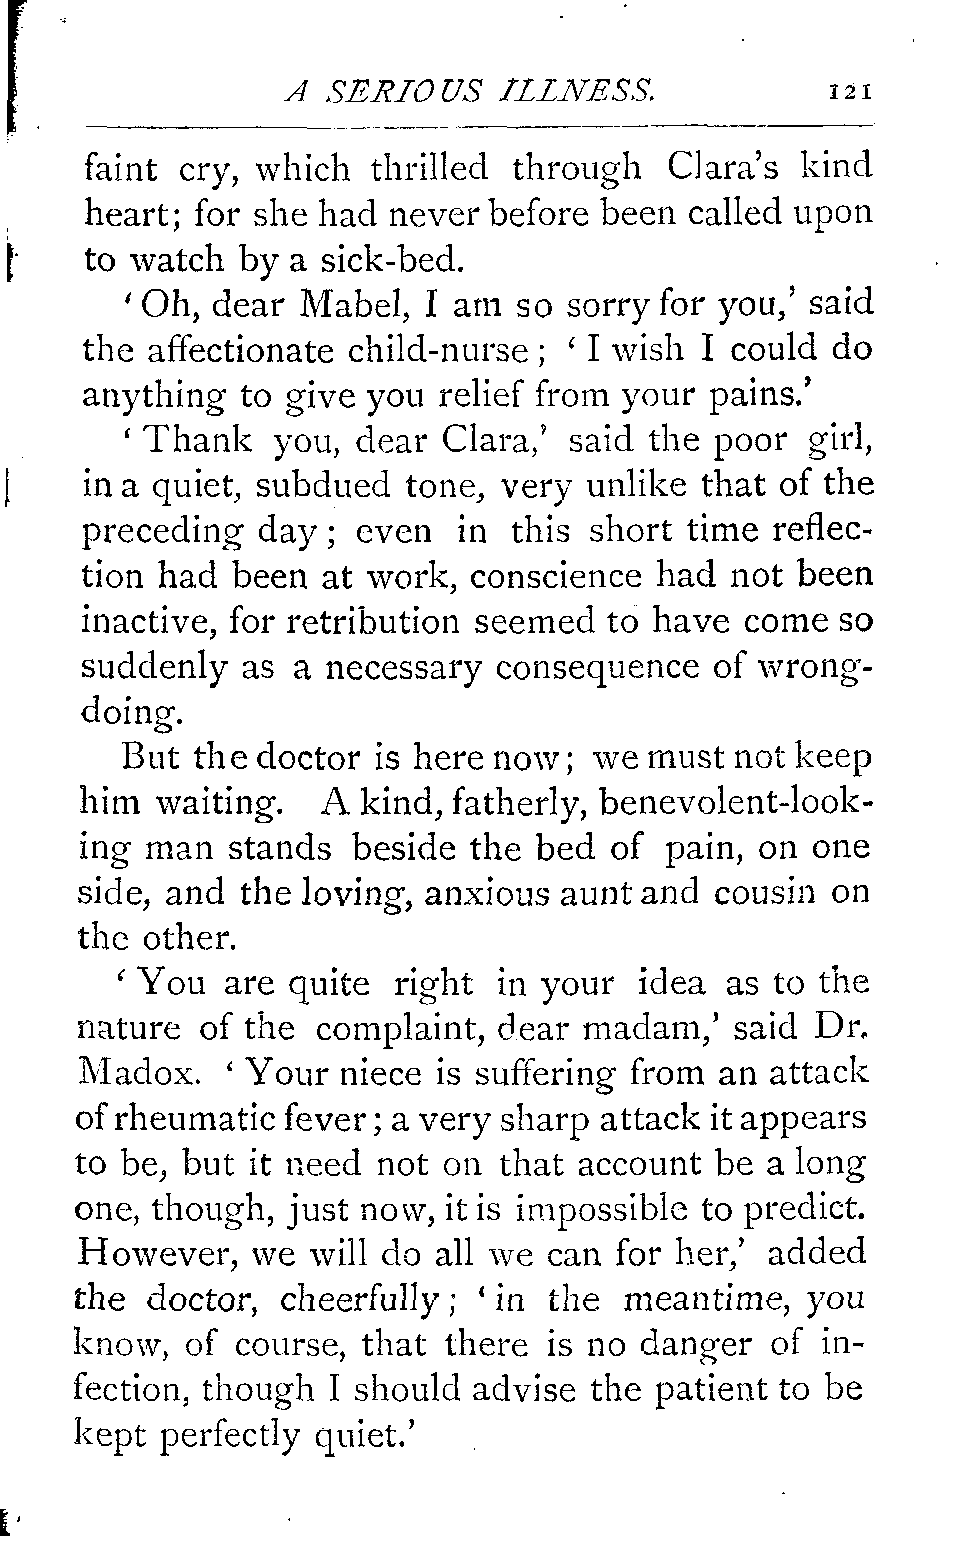 A SERIOUS ILLNESS. 121
faint cry, which thrilled through Clara's kind
heart; for she had never before been called upon
to watch by a sick-bed.
‘Oh, dear Mabel, I am so sorry for you,’ said
the affectionate child-nurse; ‘I wish I could do
anything to give you relief from your pains.’
‘Thank you, dear Clara,’ said the poor girl,
in a quiet, subdued tone, very unlike that of the
preceding day; even in this short time reflec-
tion had been at work, conscience had not been
inactive, for retribution seemed to have come so
suddenly as a necessary consequence of wrong-
doing.
But the doctor is here now; we must not keep
him waiting. A kind, fatherly, benevolent-look-
ing man stands beside the bed of pain, on one
side, and the loving, anxious aunt and cousin on
the other.
‘You are quite right in your idea as to the
nature of the complaint, dear madam,’ said Dr.
Madox. ‘Your niece is suffering from an attack
of rheumatic fever; a very sharp attack it appears
to be, but it need not on that account be a long
one, though, just now, it is impossible to predict.
However, we will do all we can for her,’ added
the doctor, cheerfully; ‘in the meantime, you
know, of course, that there is no danger of in-
fection, though I should advise the patient to be
kept perfectly quiet.’